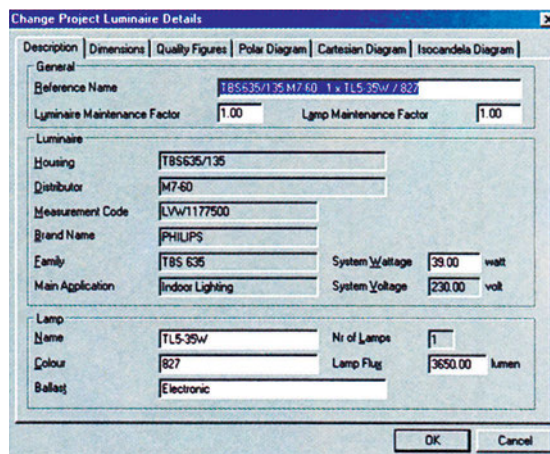 Change Project Luminaire Details
Description Dimensions Quality Figures Polar Diagram Cartesian Diagram Isocandela Diagram
General
Reference Name TBS635/135 M7-60 1 x TL5-35W / 827
Luminaire Maintenance Factor 1.00 Lamp Maintenance Factor 1.00
Luminaire
Housing TBS635/135
Distributor M7-60
Measurement Code LVW1177500
Brand Name PHILIPS
Family TBS 635 System Wattage 39.00 watt
Main Application Indoor Lighting System Voltage 230.00 volt
Lamp
Name TL5-35W Nr of Lamps 1
Colour 827 Lamp Flux 3650.00 lumen
Ballast Electronic
OK Cancel